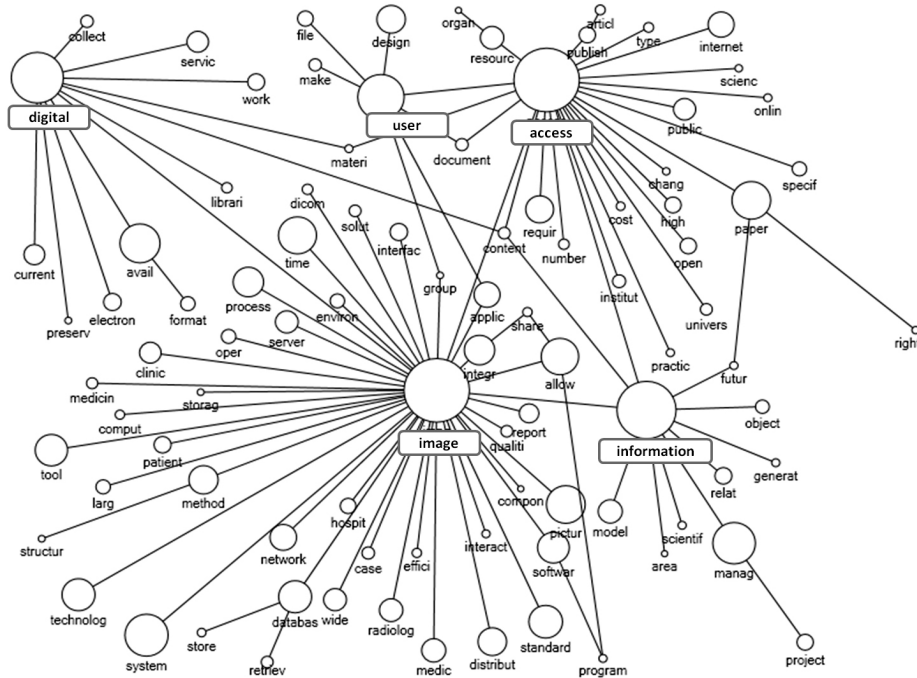 collect
servic
work
digital
file
design
make
user
materi
document
organ
resourc
articl
publish
type
internet
scienc
onlin
access
public
specif
chang
paper
high
cost
requir
number
open
institut
univers
content
librari
dicom
solut
interfac
time
group
current
avail
preserv
electron
format
process
environ
server
applic
share
oper
integr
allow
practic
futur
right
clinic
medicin
storag
comput
image
report
qualiti
object
information
generat
relat
tool
patient
larg
method
compon
pictur
model
scientif
area
manag
structur
hospit
network
case
effici
interact
softwar
technolog
databas
wide
radiolog
standard
system
store
retriev
medic
distribut
program
project